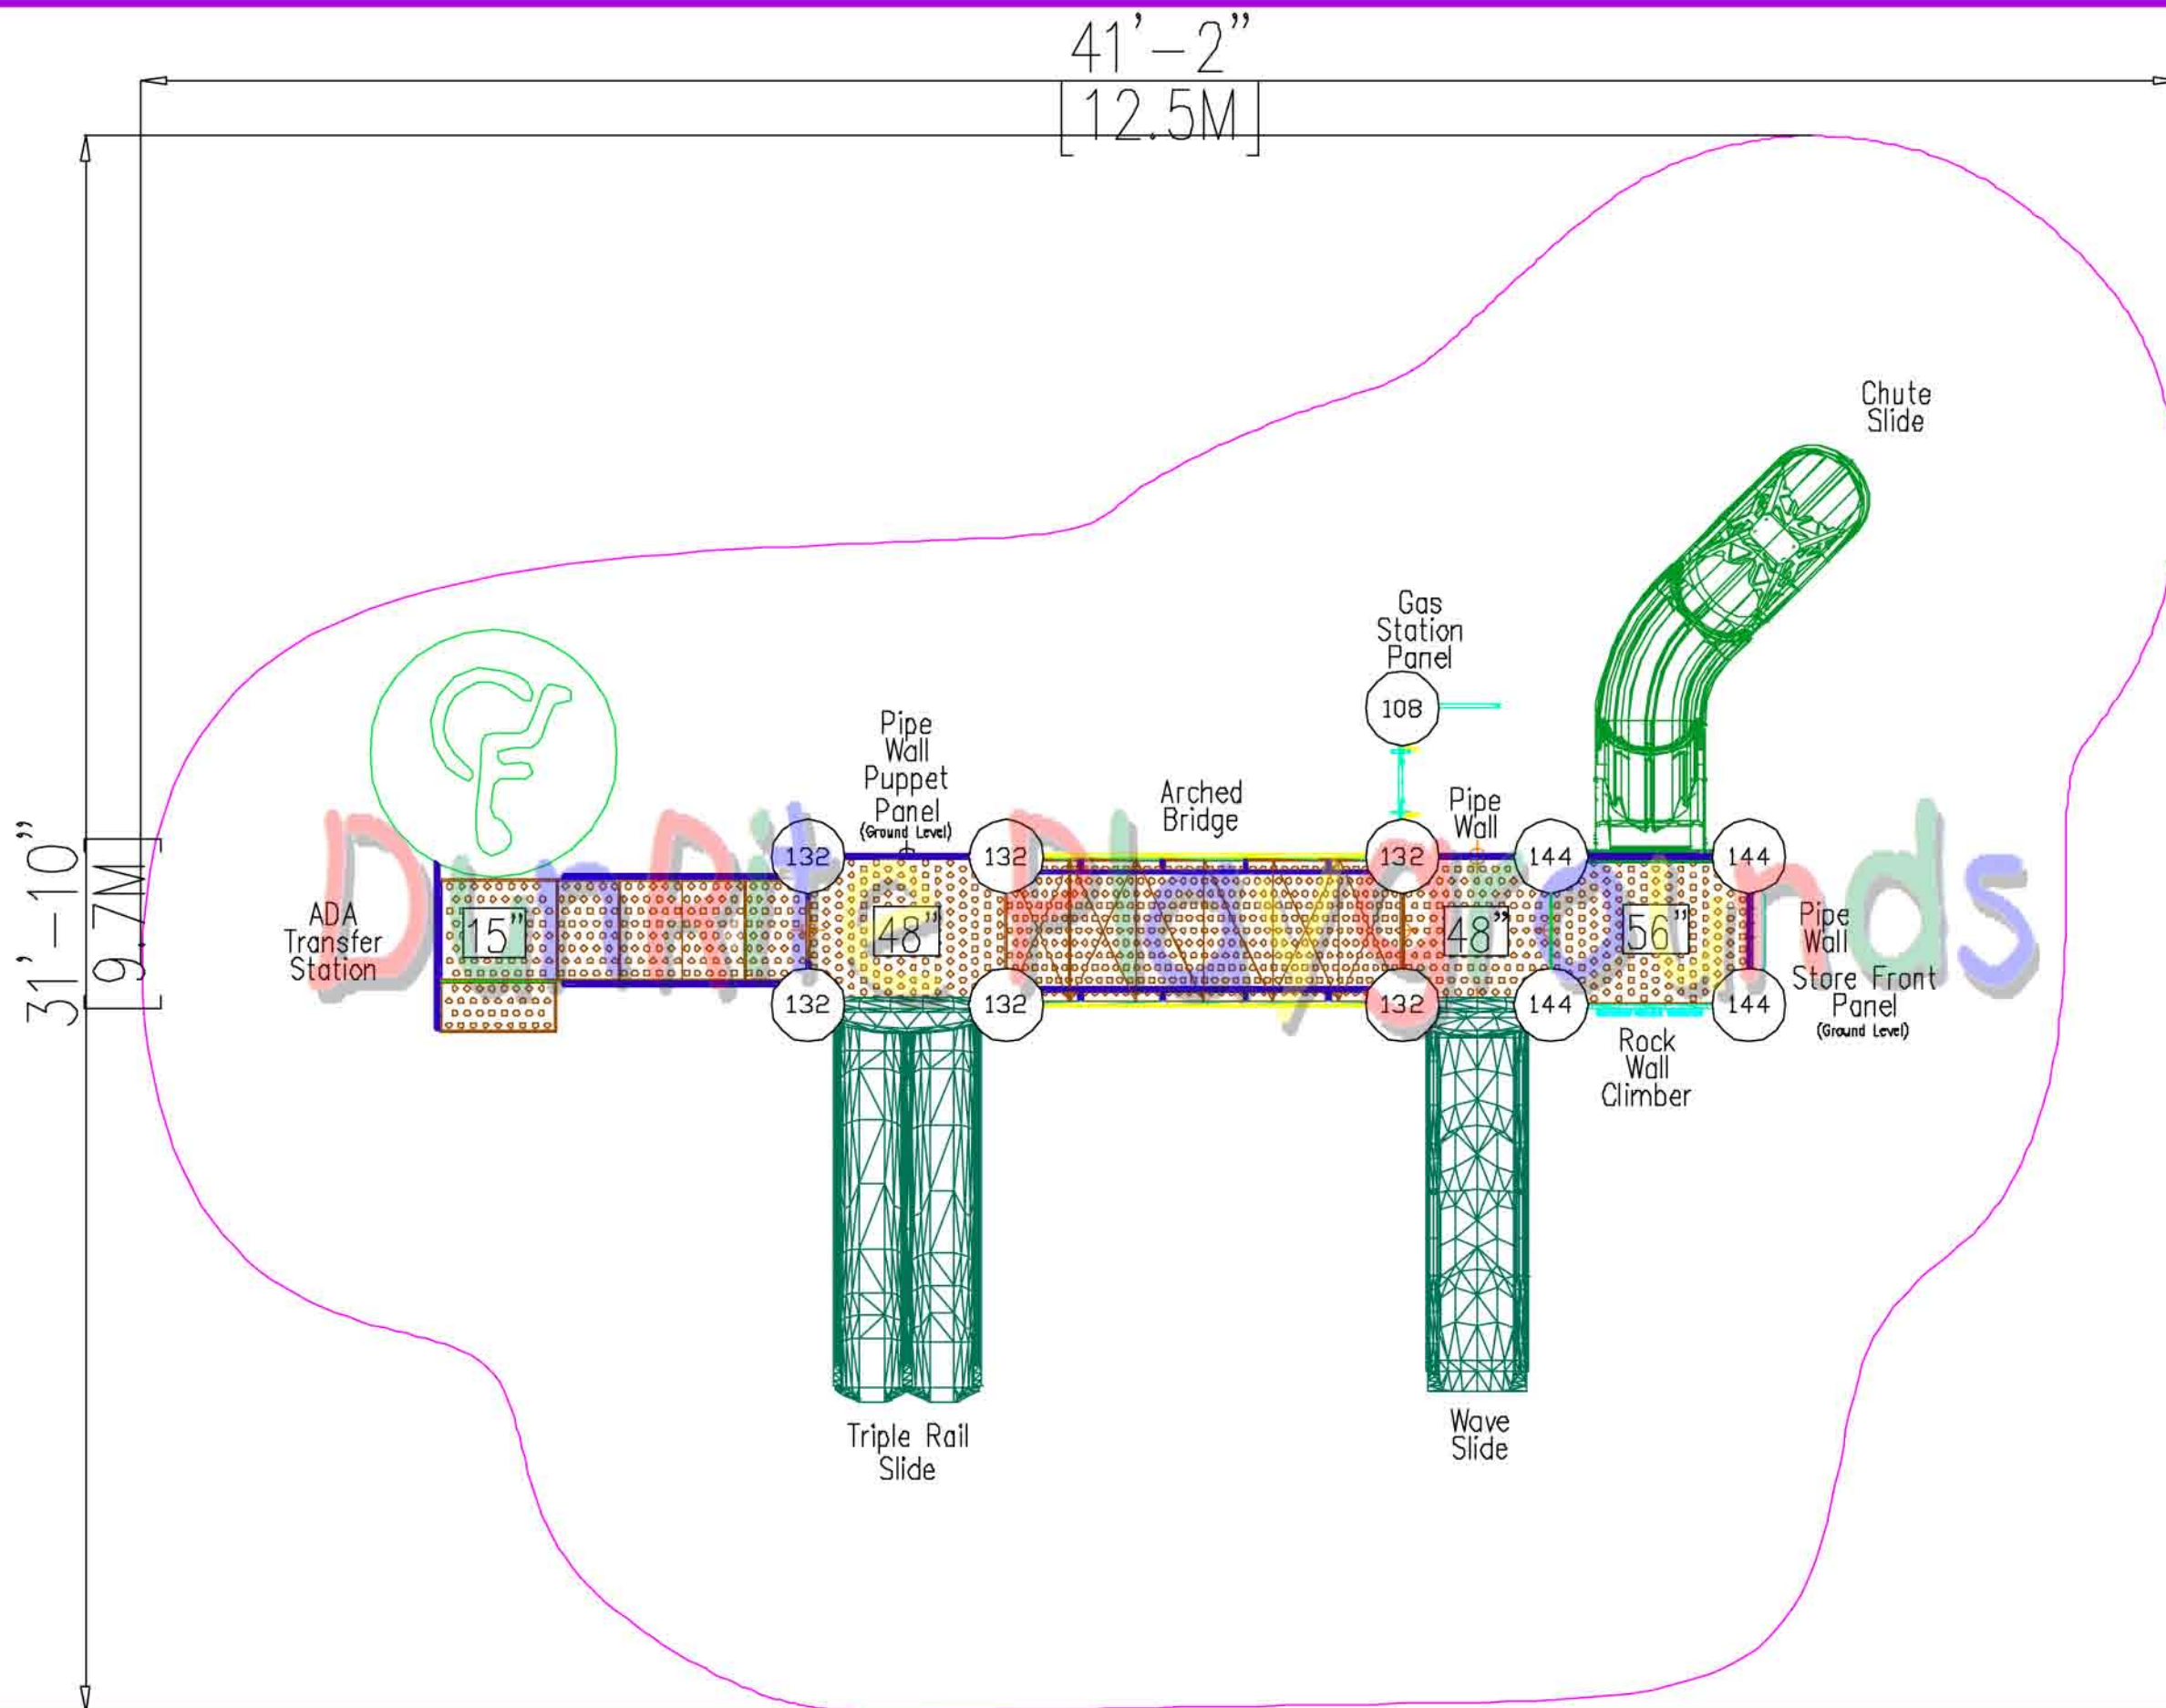 41'-2"
[12.5M]
31'-10"
[9.7M]
Chute
Slide
Gas
Station
Panel
108
Pipe
Wall
Puppet
Panel
(Ground Level)
Arched
Bridge
Pipe
Wall
132
132
132
144
144
DunRite Playgrounds
ADA
Transfer
Station
15"
48"
48"
56"
Pipe
Wall
Store Front
Panel
(Ground Level)
132
132
132
144
144
Rock
Wall
Climber
Triple Rail
Slide
Wave
Slide